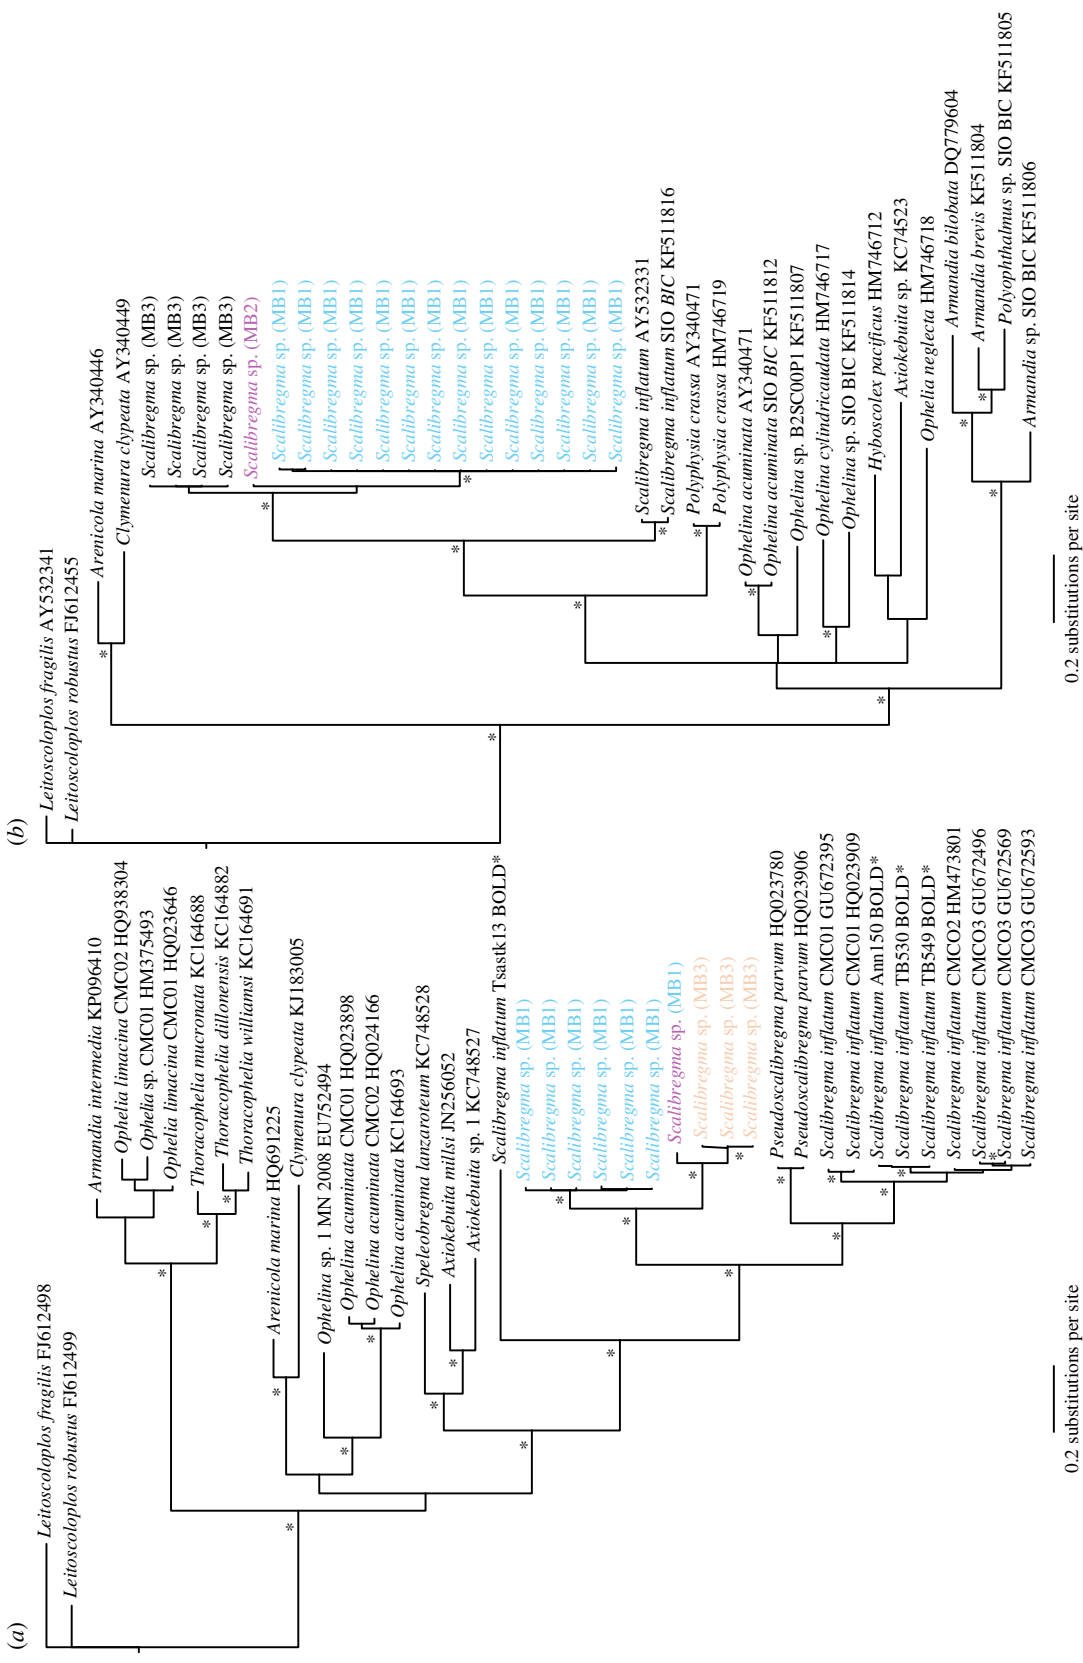 (a)
Leitoscoloplos fragilis FJ612498
Leitoscoloplos robustus FJ612499
Armandia intermedia KP096410
Ophelia limacina CMC02 HQ938304
Ophelia sp. CMC01 HM375493
Ophelia limacina CMC01 HQ023646
Thoracophelia mucronata KC164688
Thoracophelia dillonensis KC164882
Thoracophelia williamsi KC164691
Arenicola marina HQ691225
Clymenura clypeata KJ183005
Ophelina sp. 1 MN 2008 EU752494
Ophelina acuminata CMC01 HQ023898
Ophelina acuminata CMC02 HQ024166
Ophelina acuminata KC164693
Speleobregma lanzaroteum KC748528
Axiokebuita millsi JN256052
Axiokebuita sp. 1 KC748527
Scalibregma inflatum Tsastk13 BOLD*
Scalibregma sp. (MB1)
Scalibregma sp. (MB1)
Scalibregma sp. (MB1)
Scalibregma sp. (MB1)
Scalibregma sp. (MB1)
Scalibregma sp. (MB1)
Scalibregma sp. (MB1)
Scalibregma sp. (MB3)
Scalibregma sp. (MB3)
Scalibregma sp. (MB3)
Pseudoscalibregma parvum HQ023780
Pseudoscalibregma parvum HQ023906
Scalibregma inflatum CMC01 GU672395
Scalibregma inflatum CMC01 HQ023909
Scalibregma inflatum Ann150 BOLD*
Scalibregma inflatum TB530 BOLD*
Scalibregma inflatum TB549 BOLD*
Scalibregma inflatum CMCO2 HM473801
Scalibregma inflatum CMCO3 GU672496
Scalibregma inflatum CMCO3 GU672569
Scalibregma inflatum CMCO3 GU672593
0.2 substitutions per site
(b)
Leitoscoloplos fragilis AY532341
Leitoscoloplos robustus FJ612455
Arenicola marina AY340446
Clymenura clypeata AY340449
Scalibregma sp. (MB3)
Scalibregma sp. (MB3)
Scalibregma sp. (MB3)
Scalibregma sp. (MB3)
Scalibregma sp. (MB2)
Scalibregma sp. (MB1)
Scalibregma sp. (MB1)
Scalibregma sp. (MB1)
Scalibregma sp. (MB1)
Scalibregma sp. (MB1)
Scalibregma sp. (MB1)
Scalibregma sp. (MB1)
Scalibregma sp. (MB1)
Scalibregma sp. (MB1)
Scalibregma sp. (MB1)
Scalibregma sp. (MB1)
Scalibregma sp. (MB1)
Scalibregma sp. (MB1)
Scalibregma sp. (MB1)
Scalibregma inflatum AY532331
Scalibregma inflatum SIO BIC KF511816
Polyphysia crassa AY340471
Polyphysia crassa HM746719
Ophelina acuminata AY340471
Ophelina acuminata SIO BIC KF511812
Ophelina sp. B2SC00P1 KF511807
Ophelina cylindricaudata HM746717
Ophelina sp. SIO BIC KF511814
Hyboscolex pacificus HM746712
Axiokebuita sp. KC74523
Ophelia neglecia HM746718
Armandia bilobata DQ779604
Armandia brevis KF511804
Polyophthalmus sp. SIO BIC KF511805
Armandia sp. SIO BIC KF511806
0.2 substitutions per site